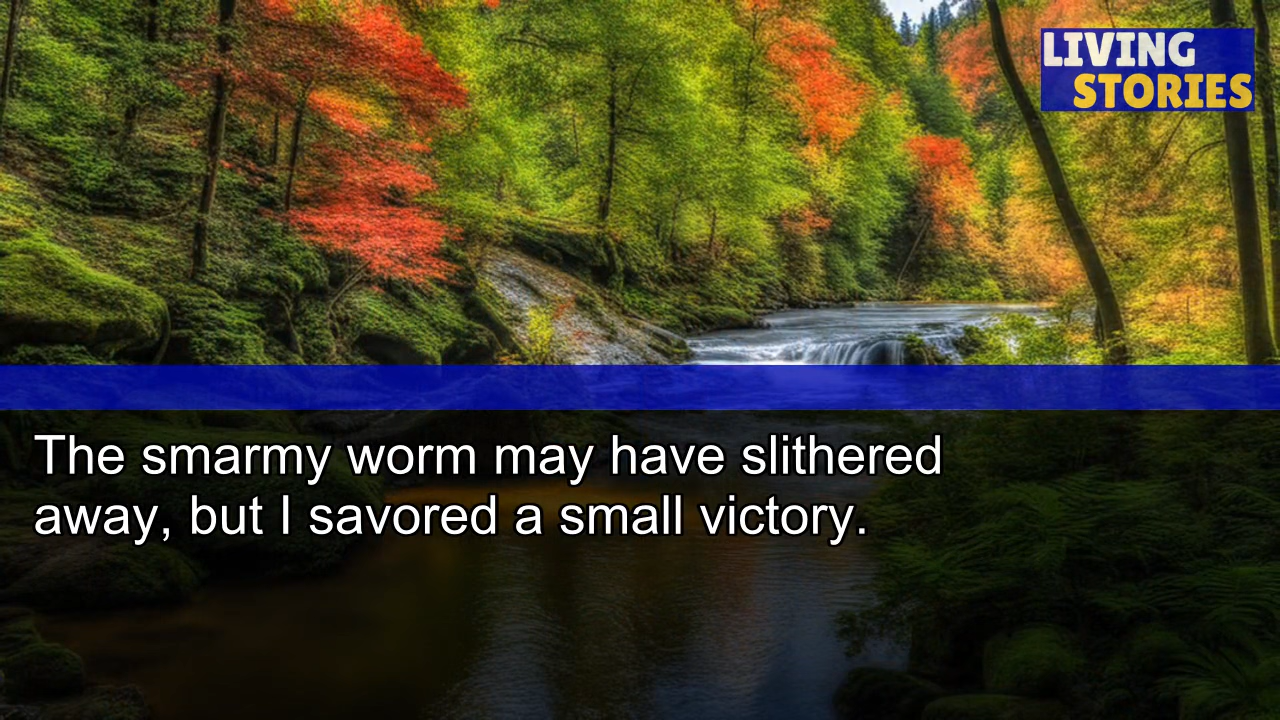 LIVING
STORIES
The smarmy worm may have slithered
away, but I savored a small victory.